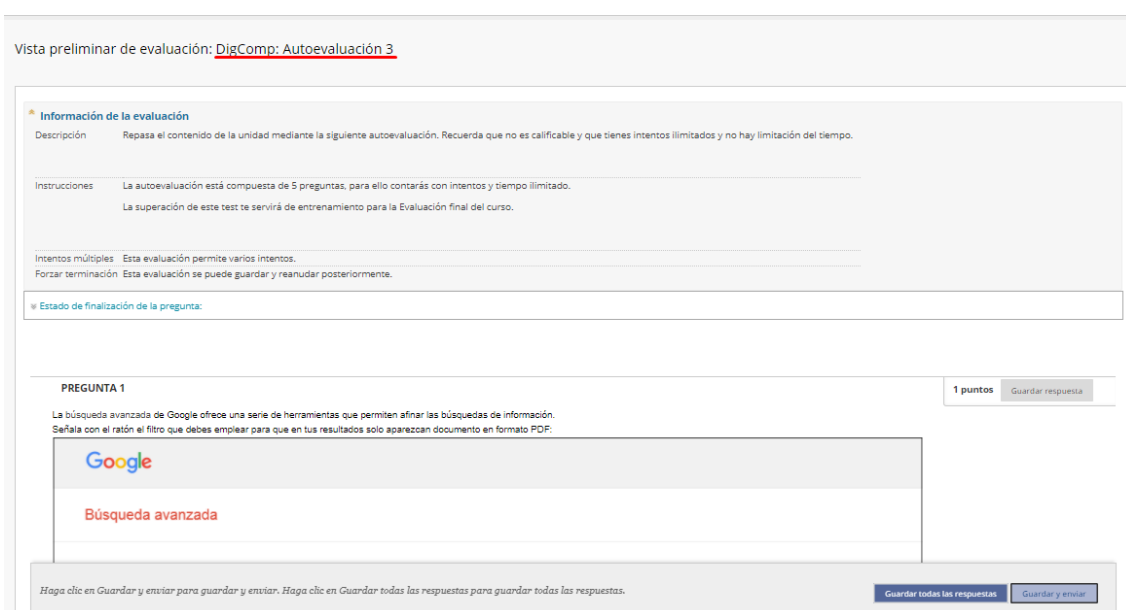 Vista preliminar de evaluación: DigComp: Autoevaluación 3
* Información de la evaluación
Descripción Repasa el contenido de la unidad mediante la siguiente autoevaluación. Recuerda que no es calificable y que tienes intentos ilimitados y no hay limitación del tiempo.
Instrucciones La autoevaluación está compuesta de 5 preguntas, para ello contarás con intentos y tiempo ilimitado.
La superación de este test te servirá de entrenamiento para la Evaluación final del curso.
Intentos múltiples Esta evaluación permite varios intentos.
Forzar terminación Esta evaluación se puede guardar y reanudar posteriormente.
Estado de finalización de la pregunta:
PREGUNTA 1 1 puntos Guardar respuesta
La búsqueda avanzada de Google ofrece una serie de herramientas que permiten afinar las búsquedas de información.
Señala con el ratón el filtro que debes emplear para que en tus resultados solo aparezcan documento en formato PDF:
Google
Búsqueda avanzada
Haga clic en Guardar y enviar para guardar y enviar. Haga clic en Guardar todas las respuestas para guardar todas las respuestas. Guardar todas las respuestas Guardar y enviar